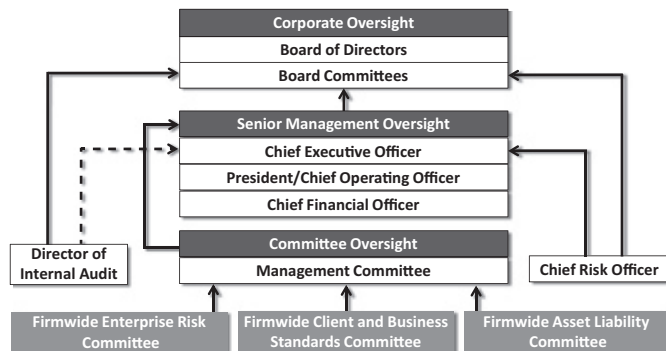 Corporate Oversight
Board of Directors
Board Committees
Senior Management Oversight
Chief Executive Officer
President/Chief Operating Officer
Chief Financial Officer
Director of
Internal Audit
Committee Oversight
Management Committee
Chief Risk Officer
Firmwide Enterprise Risk
Committee
Firmwide Client and Business
Standards Committee
Firmwide Asset Liability
Committee